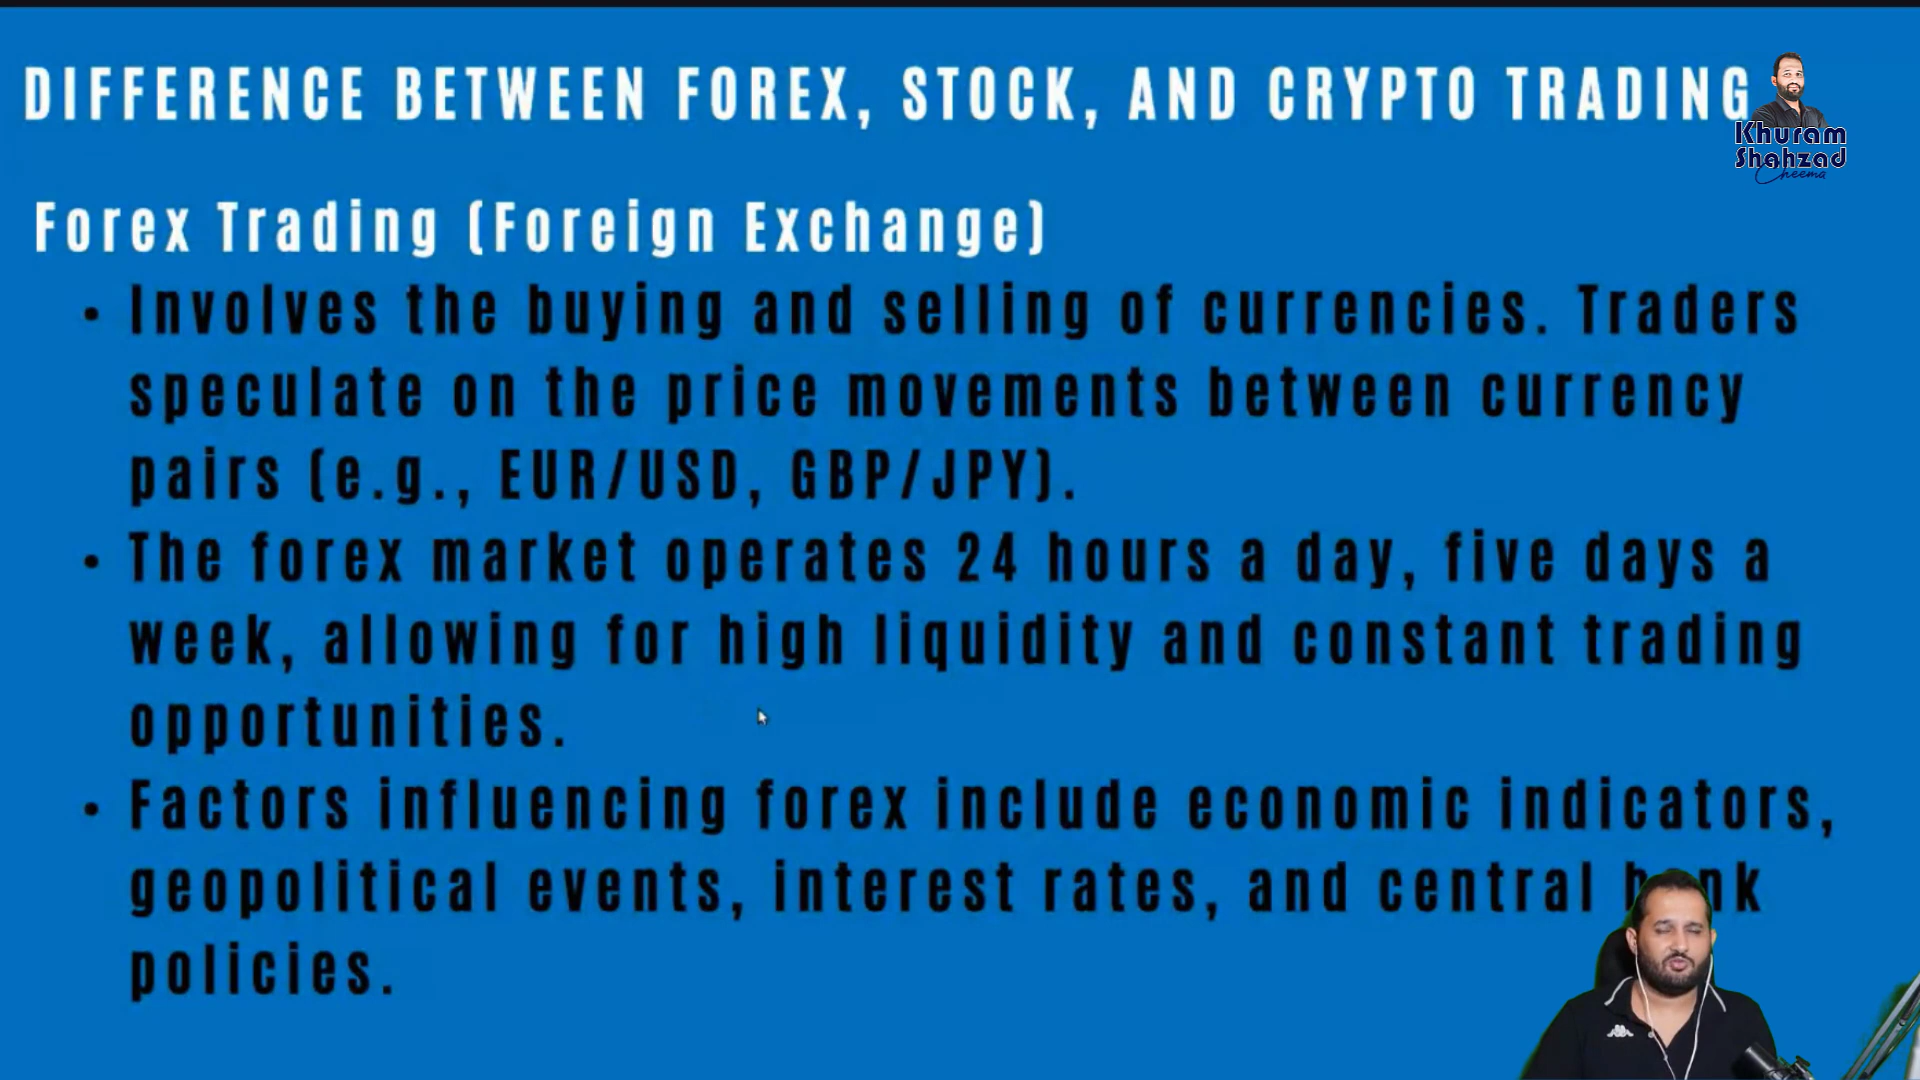 DIFFERENCE BETWEEN FOREX, STOCK, AND CRYPTO TRADING
Khuram
Shahzad
Cheema
Forex Trading (Foreign Exchange)
• Involves the buying and selling of currencies. Traders
speculate on the price movements between currency
pairs (e.g., EUR/USD, GBP/JPY).
• The forex market operates 24 hours a day, five days a
week, allowing for high liquidity and constant trading
opportunities.
• Factors influencing forex include economic indicators,
geopolitical events, interest rates, and central bank
policies.